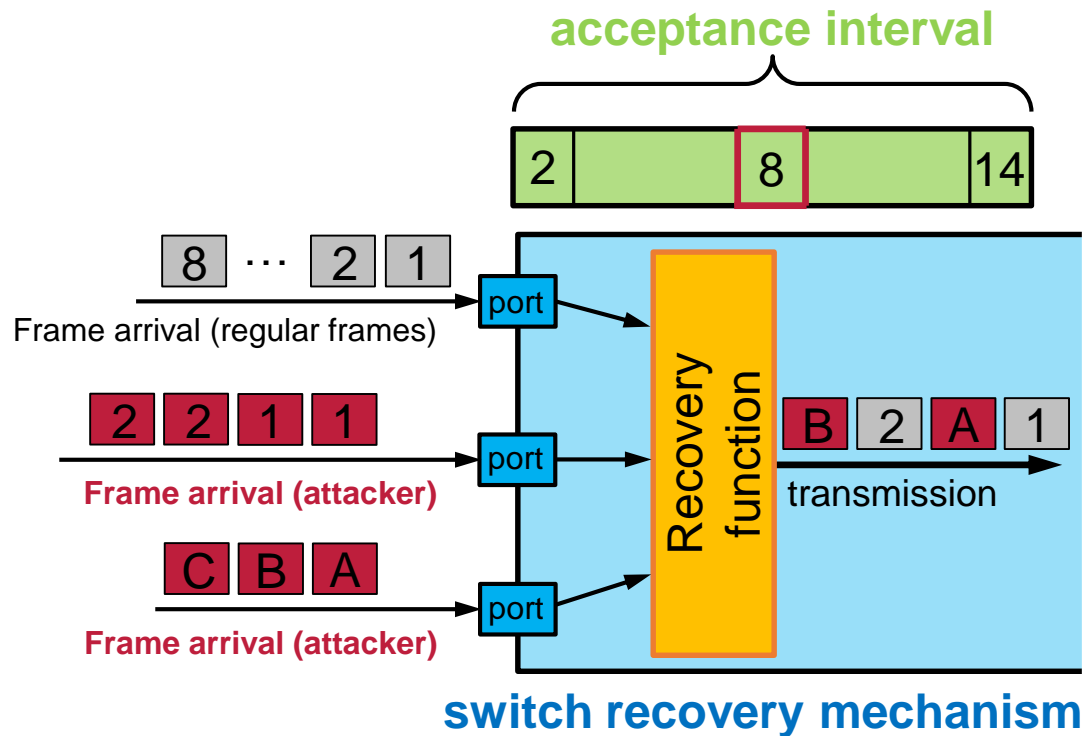 acceptance interval
2 8 14
8 ... 2 1
port
Frame arrival (regular frames)
2 2 1 1
port
Frame arrival (attacker)
C B A
port
Frame arrival (attacker)
Recovery
function
B 2 A 1
transmission
switch recovery mechanism